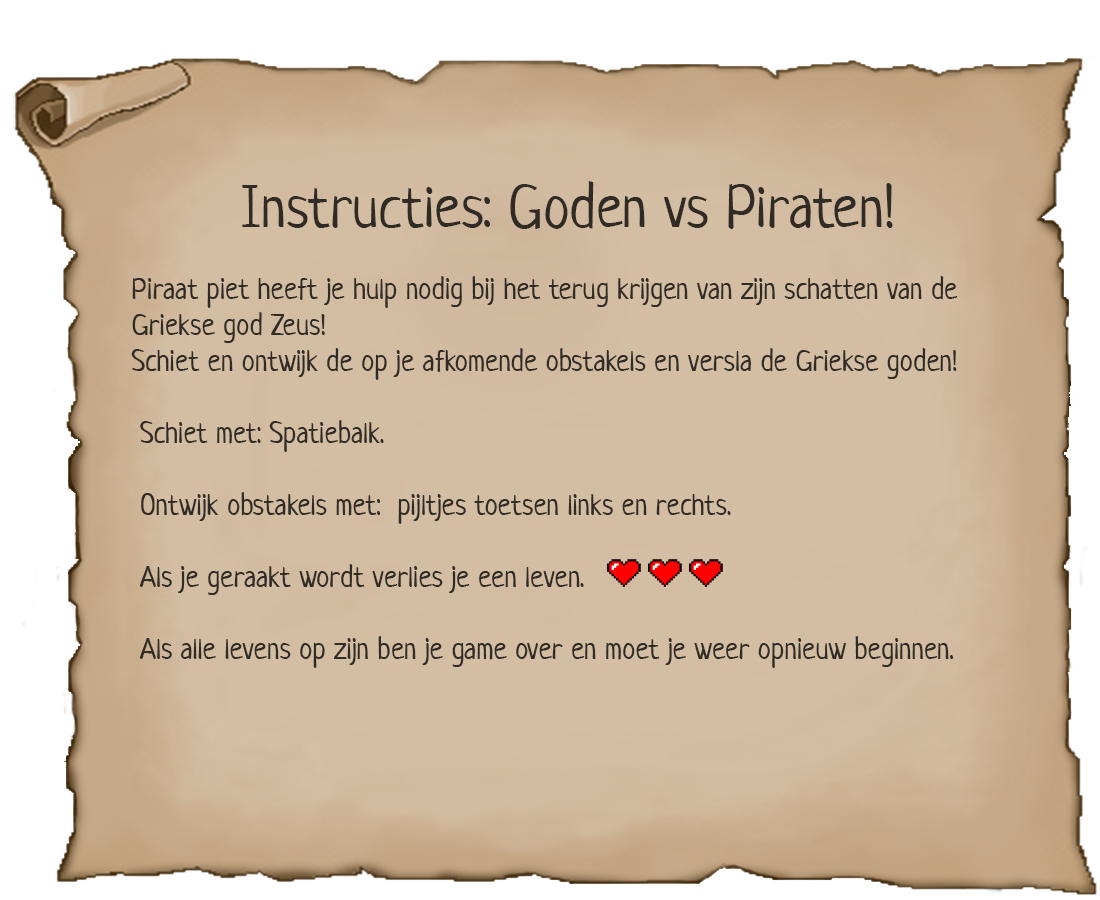 Instructies: Goden vs Piraten!
Piraat piet heeft je hulp nodig bij het terug krijgen van zijn schatten van de
Griekse god Zeus!
Schiet en ontwijk de op je afkomende obstakels en versla de Griekse goden!
Schiet met: Spatiebalk.
Ontwijk obstakels met:  pijltjes toetsen links en rechts.
Als je geraakt wordt verlies je een leven.
Als alle levens op zijn ben je game over en moet je weer opnieuw beginnen.